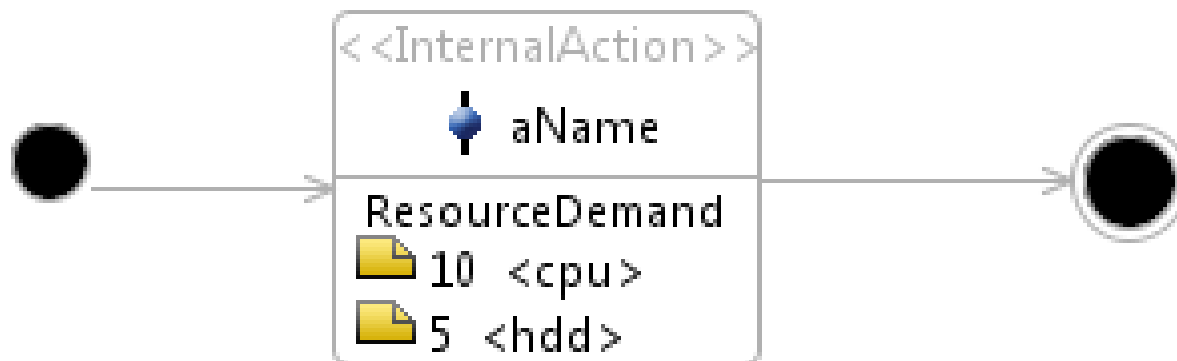 <<InternalAction>>
aName
ResourceDemand
10 <cpu>
5 <hdd>